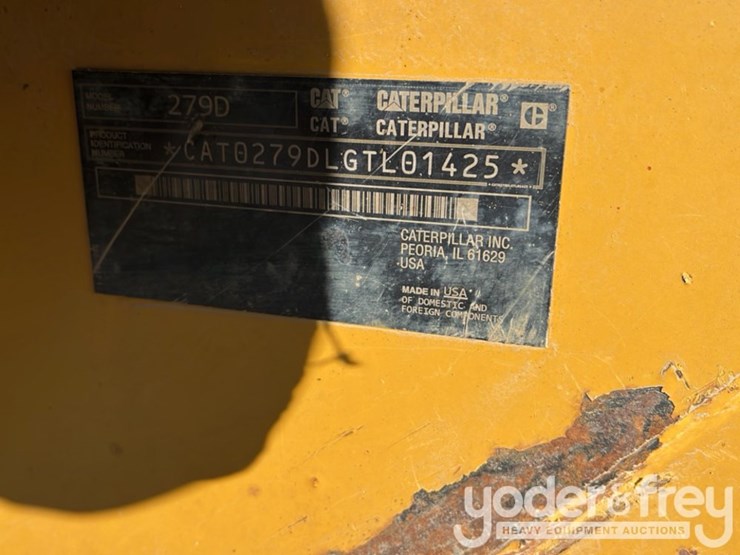 MODEL NUMBER 279D
CAT CATERPILLAR®
CAT® CATERPILLAR®
PRODUCT IDENTIFICATION NUMBER
*CAT0279DLGTL01425*
CATERPILLAR INC.
PEORIA, IL 61629
USA
MADE IN USA
OF DOMESTIC AND
FOREIGN COMPONENTS
yoder&frey
HEAVY EQUIPMENT AUCTIONS